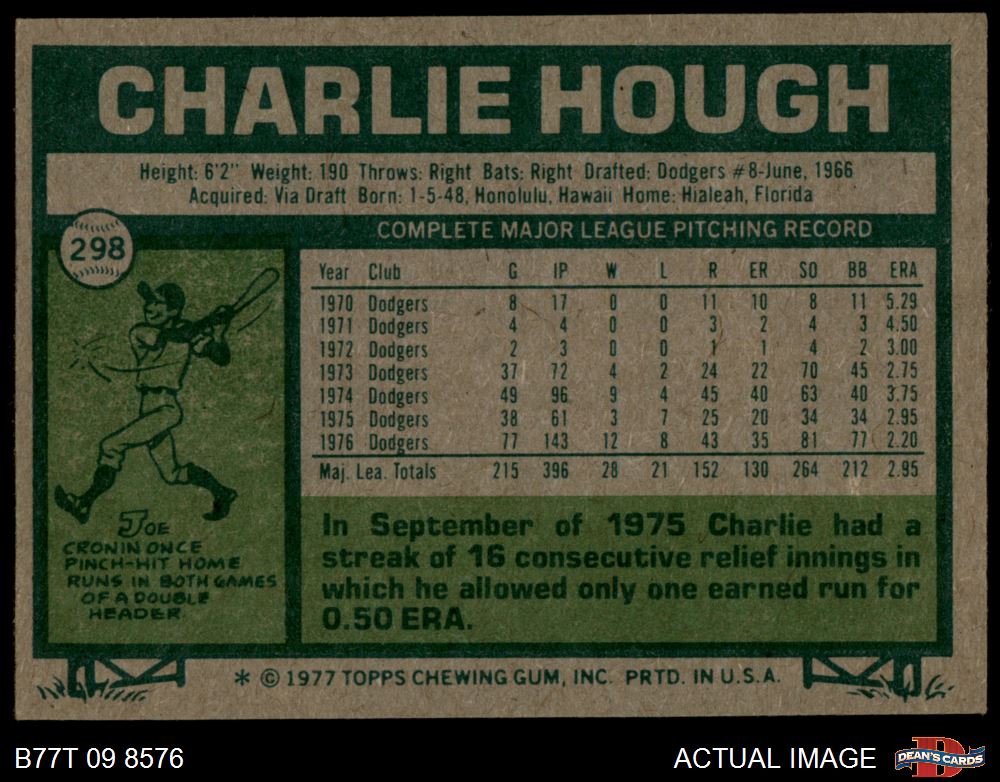 CHARLIE HOUGH
Height: 6'2" Weight: 190 Throws: Right Bats: Right Drafted: Dodgers #8-June, 1966
Acquired: Via Draft Born: 1-5-48, Honolulu, Hawaii Home: Hialeah, Florida
298
COMPLETE MAJOR LEAGUE PITCHING RECORD
Year Club G IP W L R ER SO BB ERA
1970 Dodgers 8 17 0 0 11 10 8 11 5.29
1971 Dodgers 4 4 0 0 3 2 4 3 4.50
1972 Dodgers 2 3 0 0 1 1 4 2 3.00
1973 Dodgers 37 72 4 2 24 22 70 45 2.75
1974 Dodgers 49 96 9 4 45 40 63 40 3.75
1975 Dodgers 38 61 3 7 25 20 34 34 2.95
1976 Dodgers 77 143 12 8 43 35 81 77 2.20
Maj. Lea. Totals 215 396 28 21 152 130 264 212 2.95
JOE
CRONIN ONCE
PINCH-HIT HOME
RUNS IN BOTH GAMES
OF A DOUBLE
HEADER
In September of 1975 Charlie had a
streak of 16 consecutive relief innings in
which he allowed only one earned run for
0.50 ERA.
* © 1977 TOPPS CHEWING GUM, INC. PRTD. IN U.S.A.
B77T 09 8576
ACTUAL IMAGE
D
DEAN'S CARDS